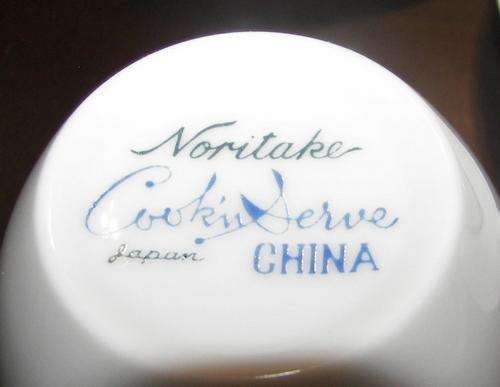 Noritake
Cook'n Serve
Japan CHINA